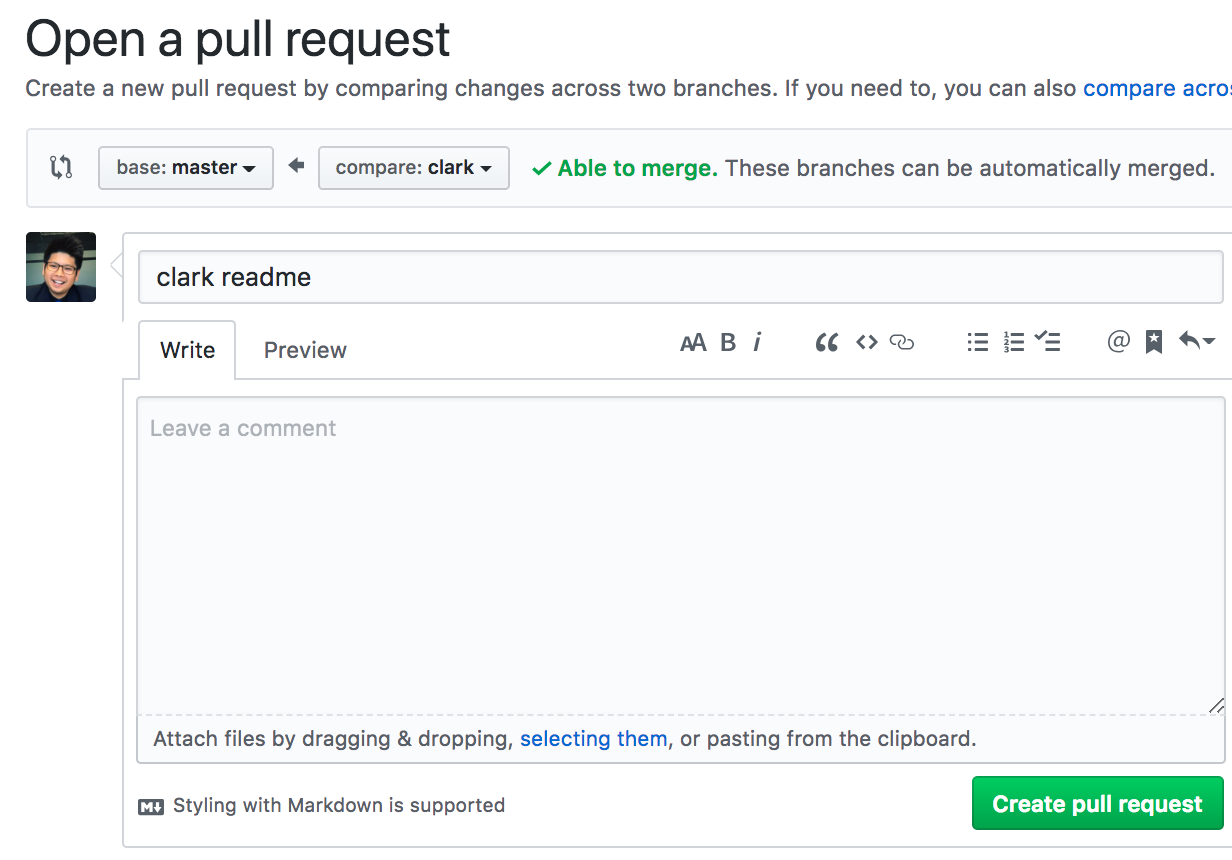 Open a pull request
Create a new pull request by comparing changes across two branches. If you need to, you can also compare acro
base: master compare: clark Able to merge. These branches can be automatically merged.
clark readme
Write Preview AA B i @
Leave a comment
Attach files by dragging & dropping, selecting them, or pasting from the clipboard.
M Styling with Markdown is supported Create pull request